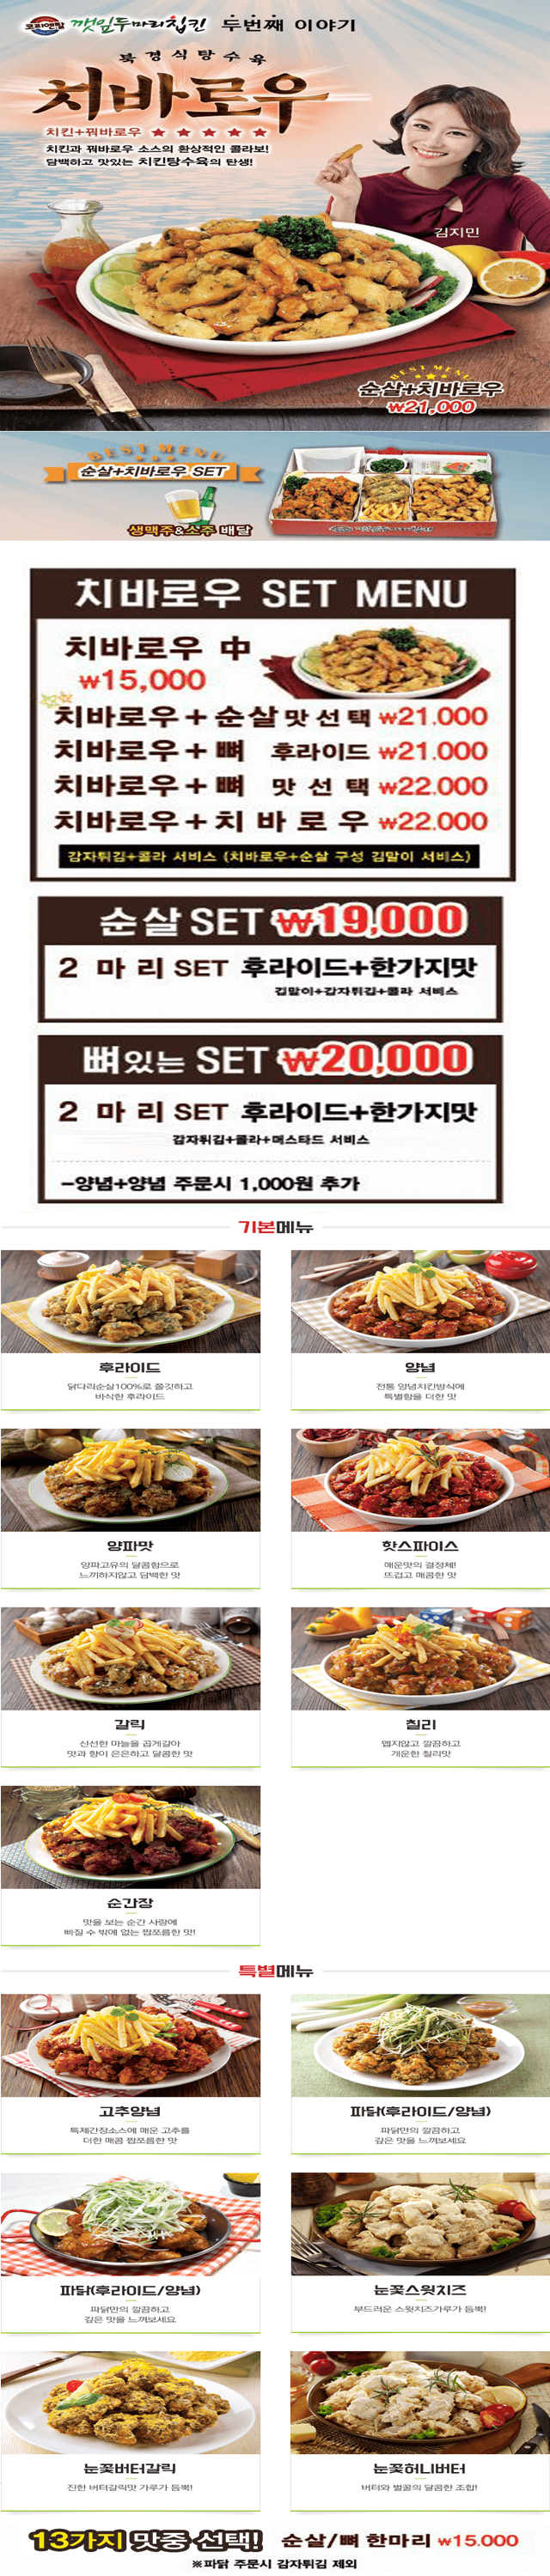 코리엔탈 깻잎두마리칩킨 두번째 이야기
북경식탕수육
치바로우
치킨+꿔바로우 ★ ★ ★ ★ ★
치킨과 꿔바로우 소스의 환상적인 콜라보!
담백하고 맛있는 치킨탕수육의 탄생!
김지민
BEST MENU
순살+치바로우
₩21,000
BEST MENU
순살+치바로우 SET
생맥주&소주 배달
치바로우 SET MENU
치바로우 中
₩15,000
치바로우+순살맛선택 ₩21.000
치바로우+뼈 후라이드 ₩21.000
치바로우+뼈 맛 선 택 ₩22.000
치바로우+치 바 로 우 ₩22.000
감자튀김+콜라 서비스 (치바로우+순살 구성 김말이 서비스)
순살 SET ₩19,000
2 마 리 SET 후라이드+한가지맛
김말이+감자튀김+콜라 서비스
뼈있는 SET ₩20,000
2 마 리 SET 후라이드+한가지맛
감자튀김+콜라+머스타드 서비스
-양념+양념 주문시 1,000원 추가
기본메뉴
후라이드
닭다리순살100%로 쫄깃하고
바삭한 후라이드
양념
전통 양념치킨방식에
특별함을 더한 맛
양파맛
양파고유의 달콤함으로
느끼하지않고 담백한 맛
핫스파이스
매운맛의 결정체!
뜨겁고 매콤한 맛
갈릭
신선한 마늘을 곱게갈아
맛과 향이 은은하고 달콤한 맛
칠리
맵지않고 깔끔하고
개운한 칠리맛
순간장
맛을 보는 순간 사랑에
빠질 수 밖에 없는 짭쪼름한 맛!
특별메뉴
고추양념
특제간장소스에 매운 고추를
더한 매콤 짭쪼름한 맛
파닭(후라이드/양념)
파닭만의 깔끔하고
깊은 맛을 느껴보세요
파닭(후라이드/양념)
파닭만의 깔끔하고
깊은 맛을 느껴보세요
눈꽃스윗치즈
부드러운 스윗치즈가루가 듬뿍!
눈꽃버터갈릭
진한 버터갈릭맛 가루가 듬뿍!
눈꽃허니버터
버터와 벌꿀의 달콤한 조합!
13가지 맛중 선택! 순살/뼈 한마리 ₩15.000
※파닭 주문시 감자튀김 제외